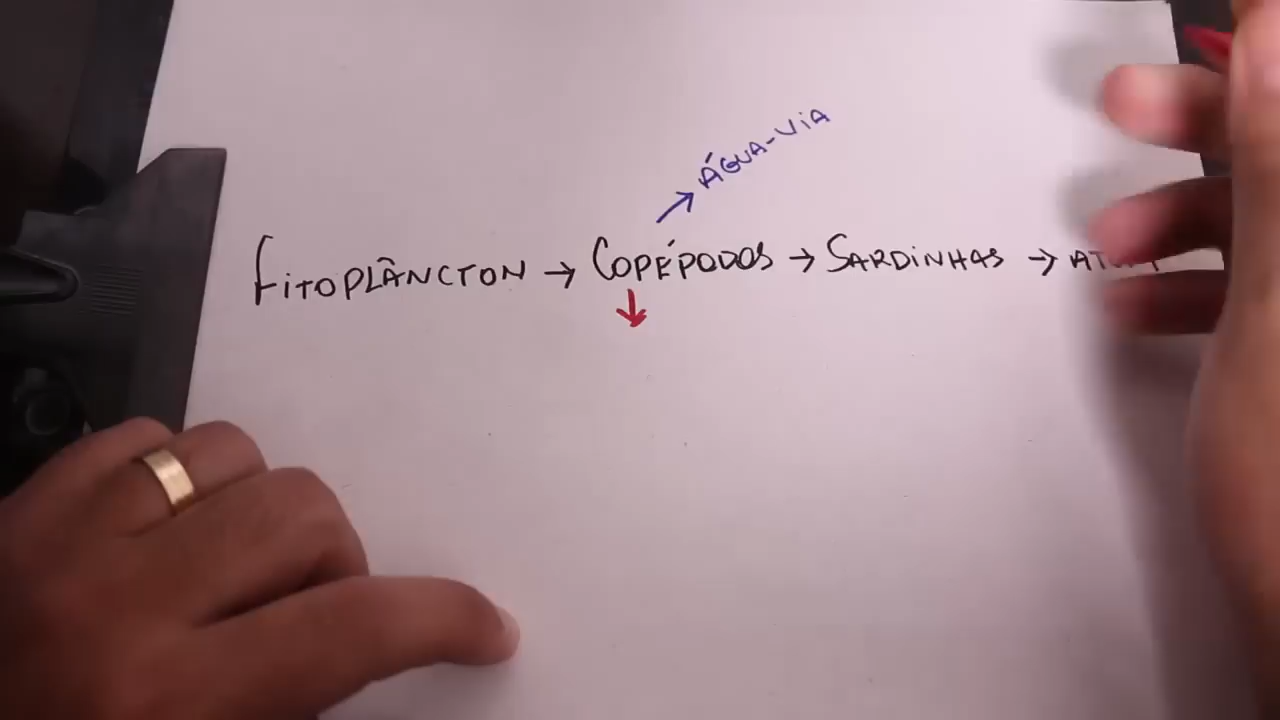 ÁGUA-ViA
FiTOPLÂNCTON → COPÉPODOS → SARDiNHAS →